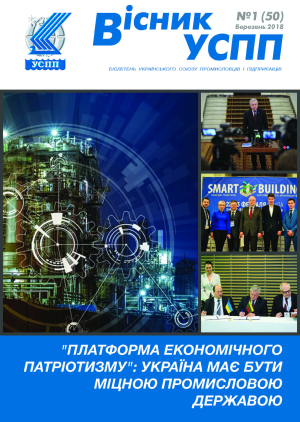 УСПП
Вісник
УСПП
№1 (50)
Березень 2018
БЮЛЕТЕНЬ УКРАЇНСЬКОГО СОЮЗУ ПРОМИСЛОВЦІВ І ПІДПРИЄМЦІВ
SMART BUILDING
"ПЛАТФОРМА ЕКОНОМІЧНОГО
ПАТРІОТИЗМУ": УКРАЇНА МАЄ БУТИ
МІЦНОЮ ПРОМИСЛОВОЮ
ДЕРЖАВОЮ